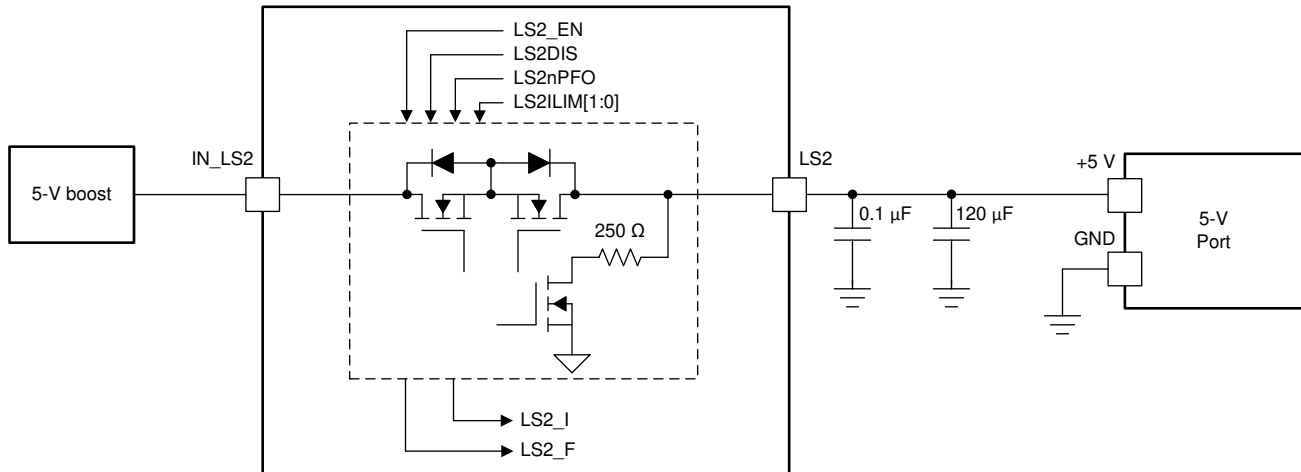 LS2_EN
LS2DIS
LS2nPFO
LS2ILIM[1:0]
IN_LS2
LS2
+5 V
5-V boost
0.1 µF
120 µF
5-V
Port
250 Ω
GND
LS2_I
LS2_F